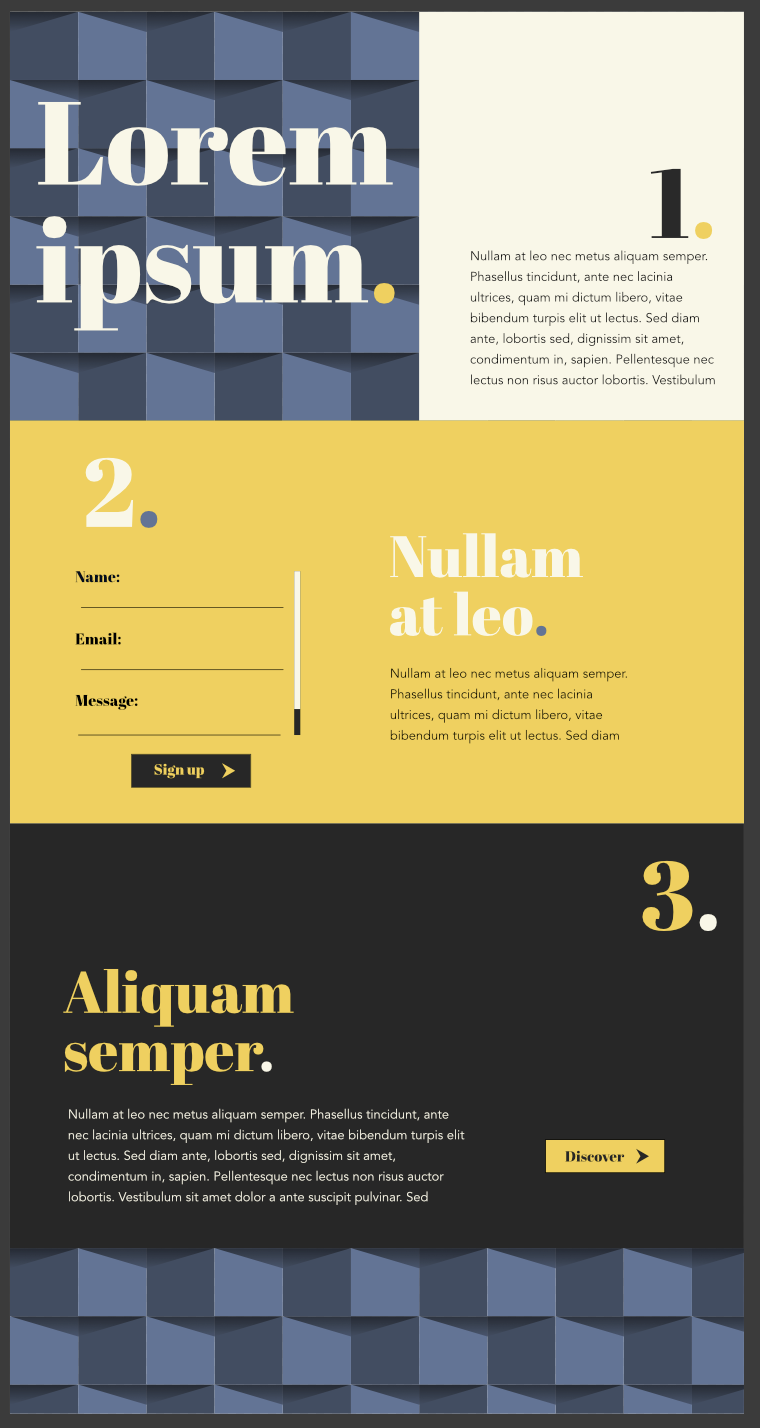 Lorem
ipsum.
1.
Nullam at leo nec metus aliquam semper.
Phasellus tincidunt, ante nec lacinia
ultrices, quam mi dictum libero, vitae
bibendum turpis elit ut lectus. Sed diam
ante, lobortis sed, dignissim sit amet,
condimentum in, sapien. Pellentesque nec
lectus non risus auctor lobortis. Vestibulum
2.
Name:
Email:
Message:
Sign up
Nullam
at leo.
Nullam at leo nec metus aliquam semper.
Phasellus tincidunt, ante nec lacinia
ultrices, quam mi dictum libero, vitae
bibendum turpis elit ut lectus. Sed diam
3.
Aliquam
semper.
Nullam at leo nec metus aliquam semper. Phasellus tincidunt, ante
nec lacinia ultrices, quam mi dictum libero, vitae bibendum turpis elit
ut lectus. Sed diam ante, lobortis sed, dignissim sit amet,
condimentum in, sapien. Pellentesque nec lectus non risus auctor
lobortis. Vestibulum sit amet dolor a ante suscipit pulvinar. Sed
Discover